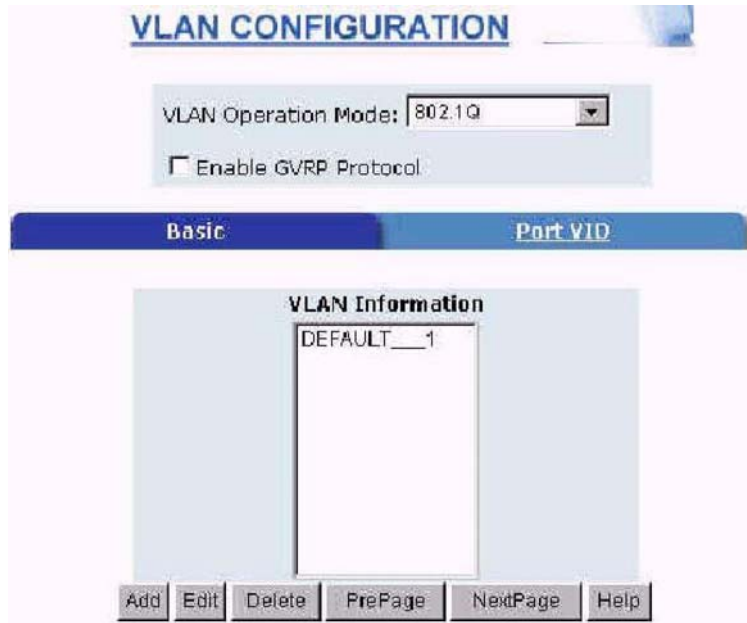 VLAN CONFIGURATION
VLAN Operation Mode: 802.1Q
Enable GVRP Protocol
Basic Port VID
VLAN Information
DEFAULT___1
Add Edit Delete PrePage NextPage Help